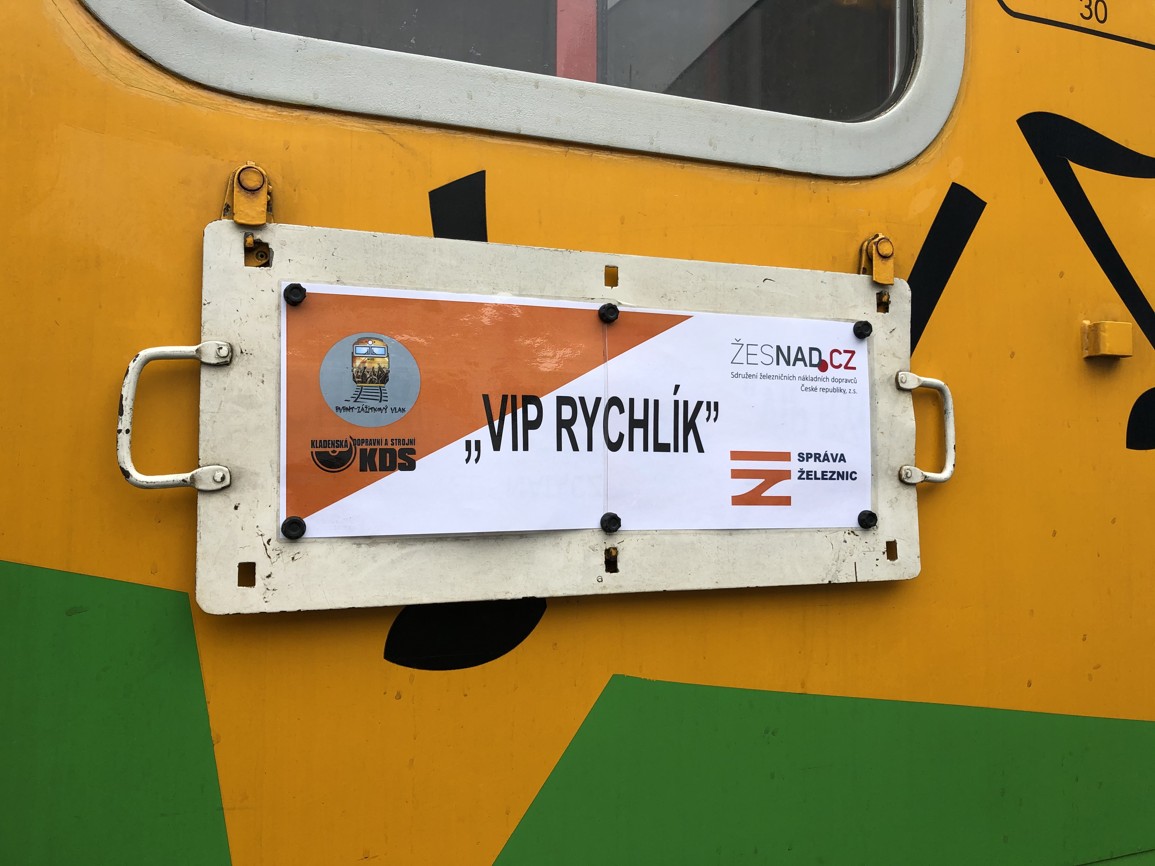 30
ŽESNAD.CZ
Sdružení železničních nákladních dopravců
České republiky, z.s.
EVENT-ZÁŽITKOVÝ VLAK
„VIP RYCHLÍK”
KLADENSKÁ DOPRAVNÍ A STROJNÍ
KDS
SPRÁVA
ŽELEZNIC